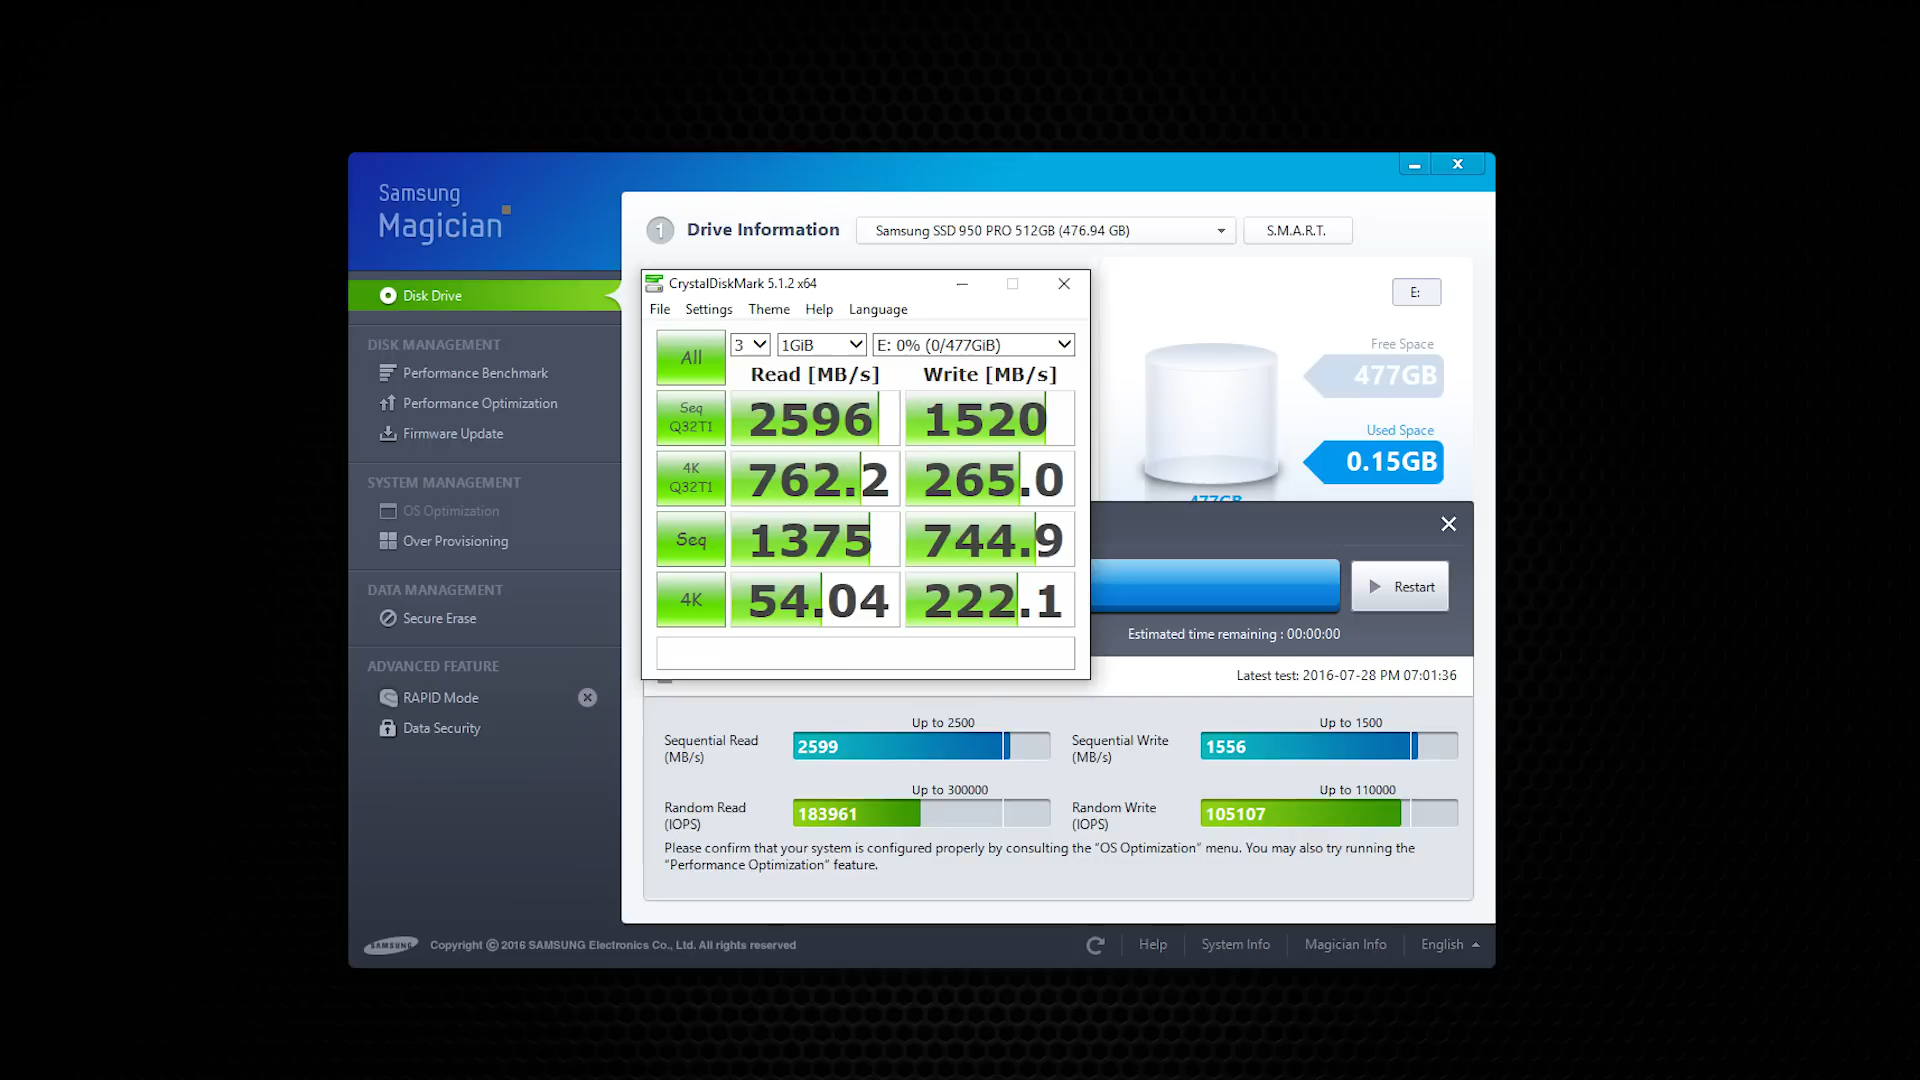 Samsung
Magician
x
1 Drive Information Samsung SSD 950 PRO 512GB (476.94 GB) S.M.A.R.T.
Disk Drive
DISK MANAGEMENT
Performance Benchmark
Performance Optimization
Firmware Update
SYSTEM MANAGEMENT
OS Optimization
Over Provisioning
DATA MANAGEMENT
Secure Erase
ADVANCED FEATURE
RAPID Mode
Data Security
CrystalDiskMark 5.1.2 x64
File Settings Theme Help Language
All 3 1GiB E: 0% (0/477GiB)
Read [MB/s] Write [MB/s]
Seq
Q32T1 2596 1520
4K
Q32T1 762.2 265.0
Seq 1375 744.9
4K 54.04 222.1
E:
Free Space
477GB
Used Space
0.15GB
477GB
Restart
Estimated time remaining : 00:00:00
Latest test: 2016-07-28 PM 07:01:36
Up to 2500
Sequential Read
(MB/s)
2599
Up to 1500
Sequential Write
(MB/s)
1556
Up to 300000
Random Read
(IOPS)
183961
Up to 110000
Random Write
(IOPS)
105107
Please confirm that your system is configured properly by consulting the “OS Optimization” menu. You may also try running the
“Performance Optimization” feature.
SAMSUNG Copyright © 2016 SAMSUNG Electronics Co., Ltd. All rights reserved
Help System Info Magician Info English